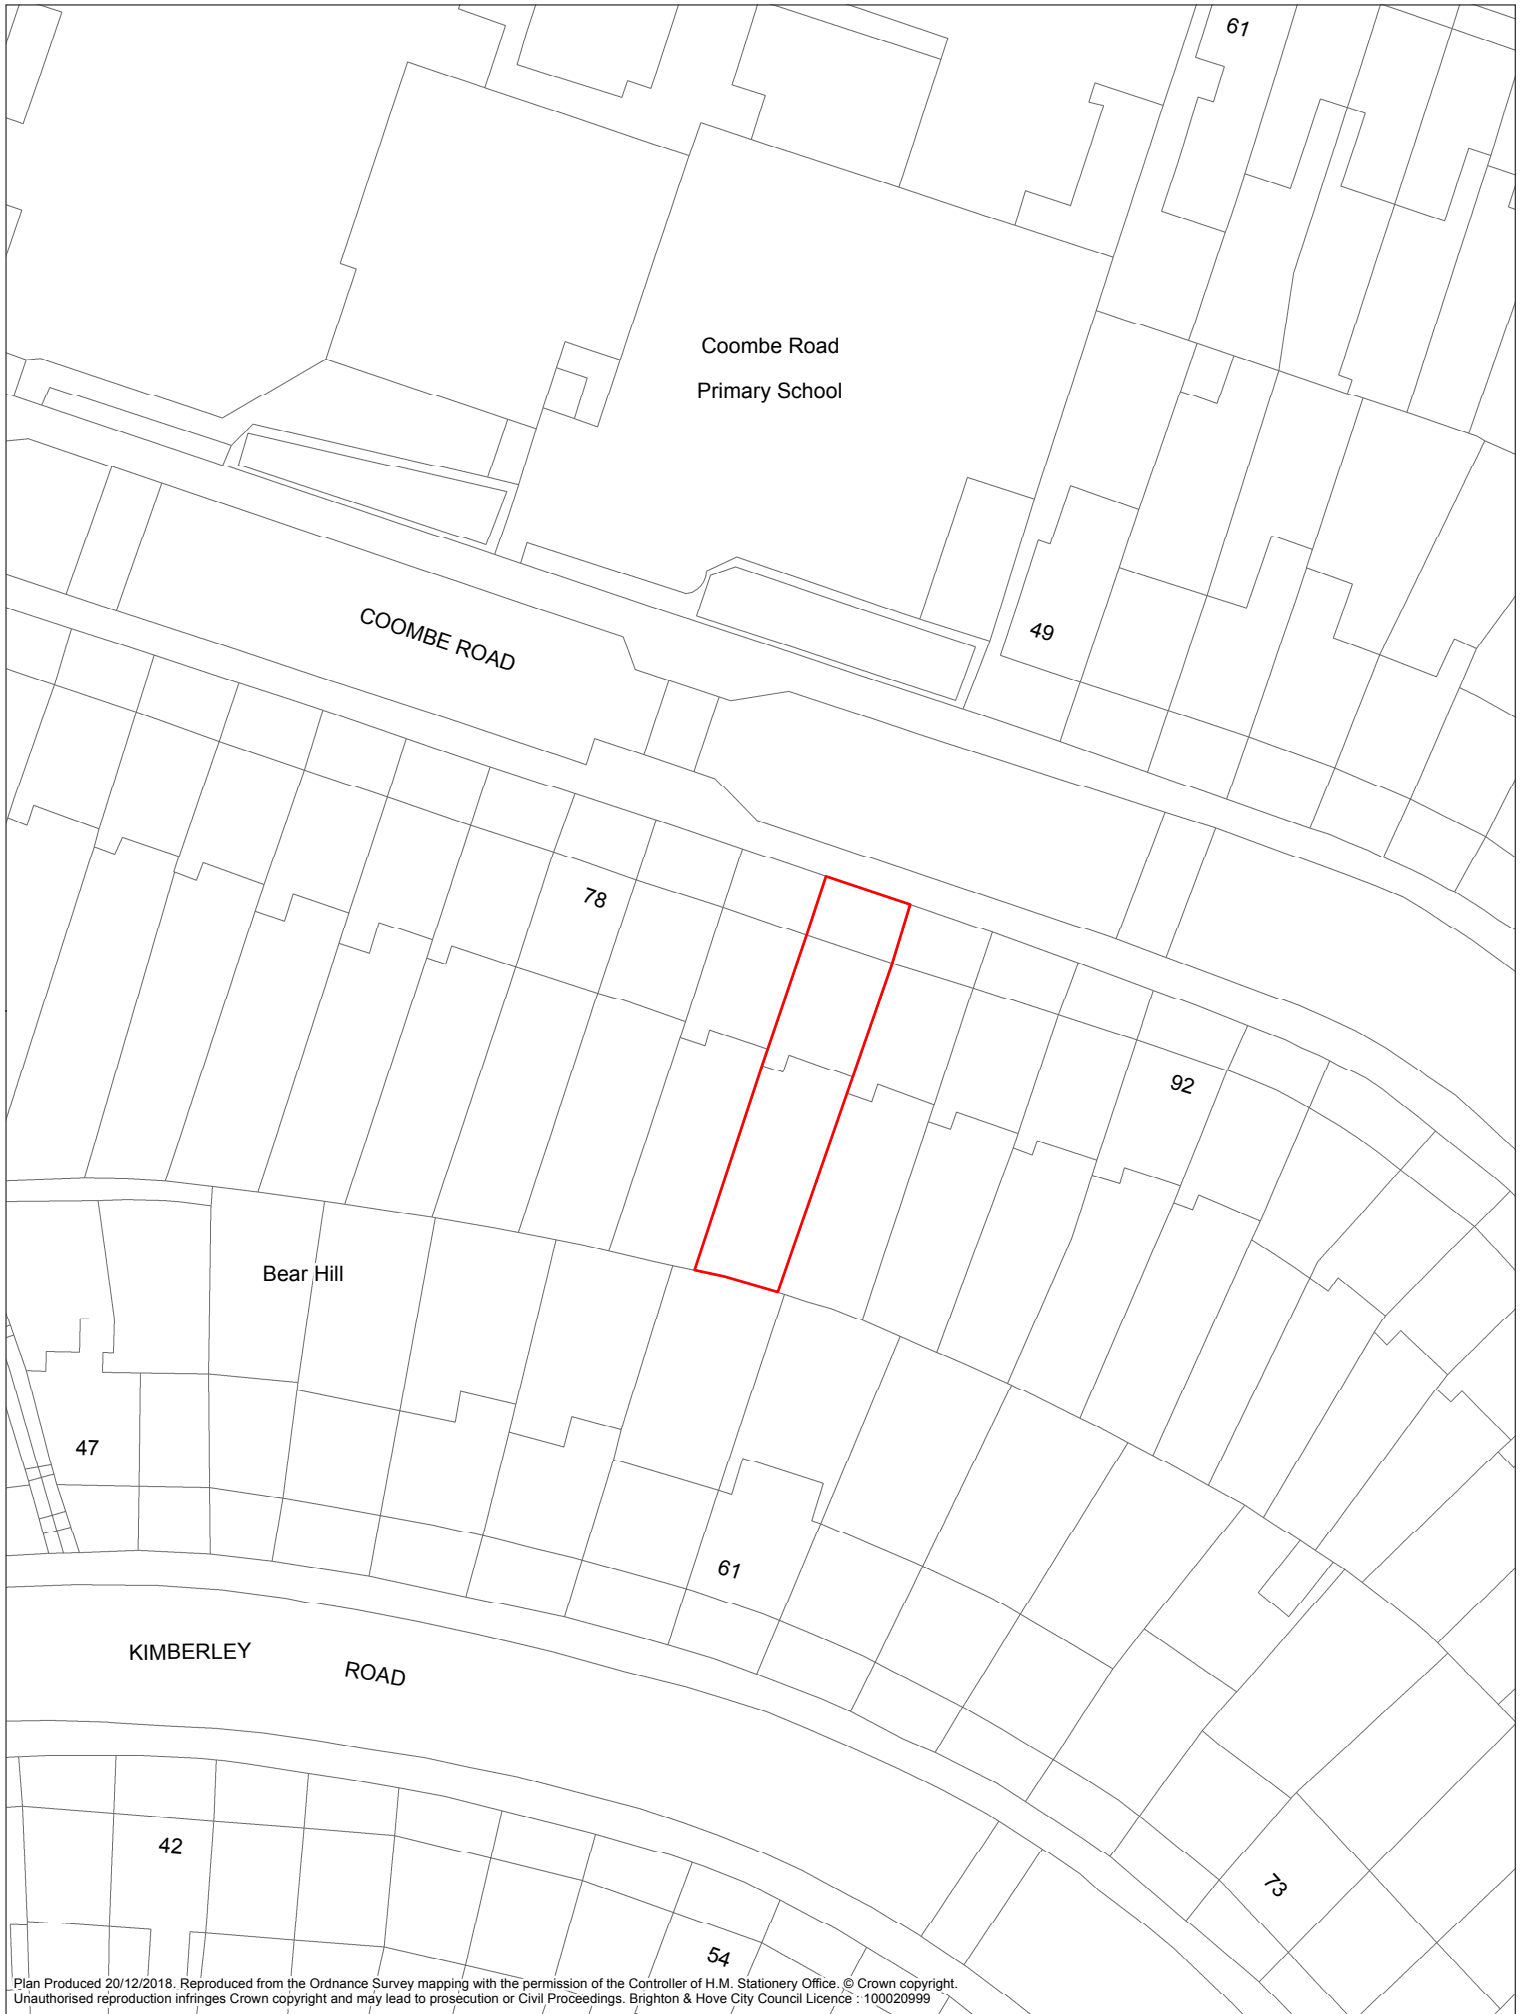 61
Coombe Road
Primary School
COOMBE ROAD
49
78
92
Bear Hill
47
61
KIMBERLEY ROAD
42
73
54
Plan Produced 20/12/2018. Reproduced from the Ordnance Survey mapping with the permission of the Controller of H.M. Stationery Office. © Crown copyright.
Unauthorised reproduction infringes Crown copyright and may lead to prosecution or Civil Proceedings. Brighton & Hove City Council Licence : 100020999